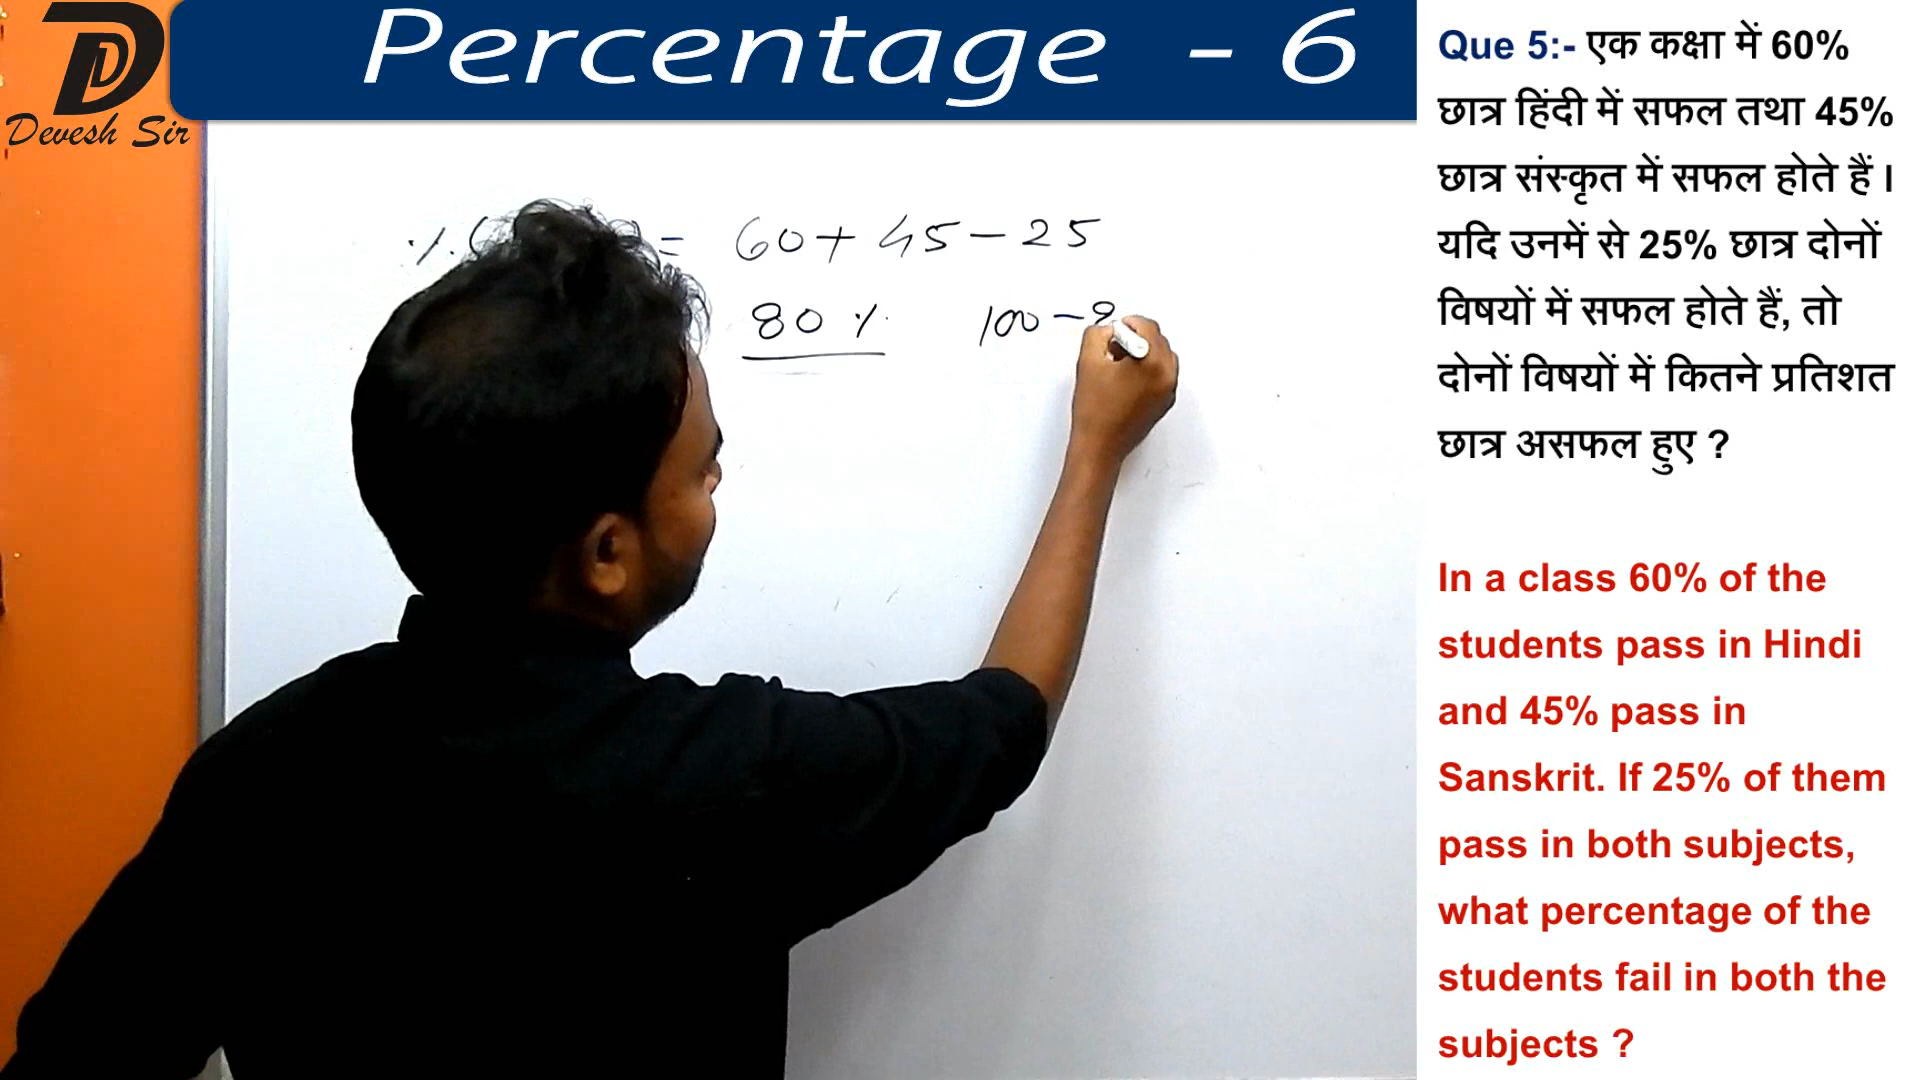 Devesh Sir
Percentage - 6
= 60 + 45 - 25
80 %
100 -
Que 5:- एक कक्षा में 60%
छात्र हिंदी में सफल तथा 45%
छात्र संस्कृत में सफल होते हैं ।
यदि उनमें से 25% छात्र दोनों
विषयों में सफल होते हैं, तो
दोनों विषयों में कितने प्रतिशत
छात्र असफल हुए ?
In a class 60% of the
students pass in Hindi
and 45% pass in
Sanskrit. If 25% of them
pass in both subjects,
what percentage of the
students fail in both the
subjects ?